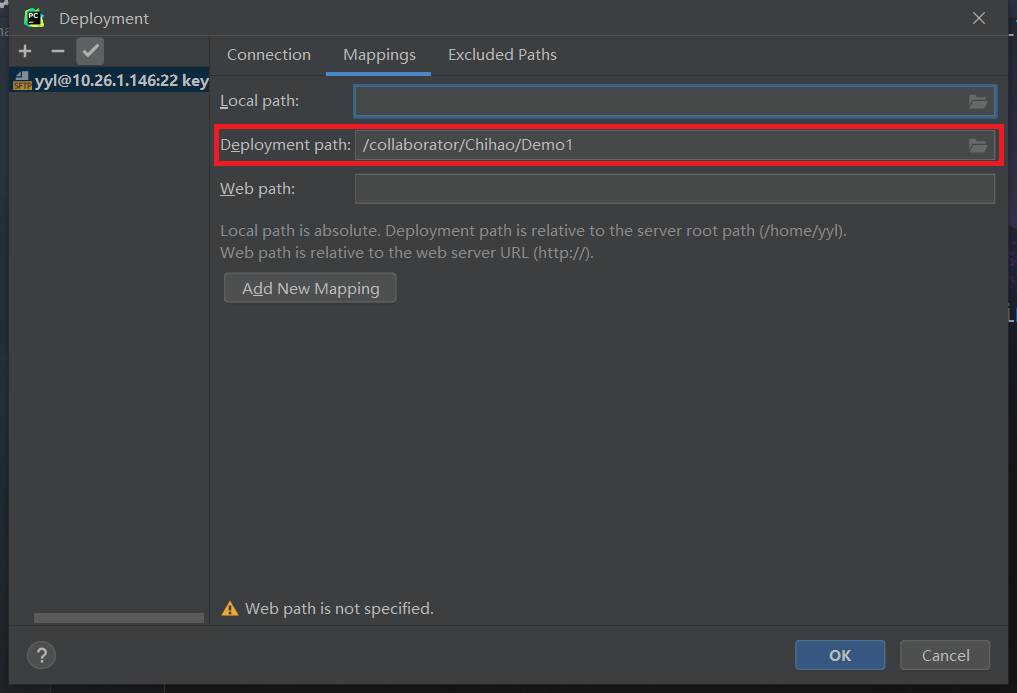 PC
Deployment
+ −
SFTP yyl@10.26.1.146:22 key
Connection Mappings Excluded Paths
Local path:
Deployment path: /collaborator/Chihao/Demo1
Web path:
Local path is absolute. Deployment path is relative to the server root path (/home/yyl).
Web path is relative to the web server URL (http://).
Add New Mapping
Web path is not specified.
? OK Cancel